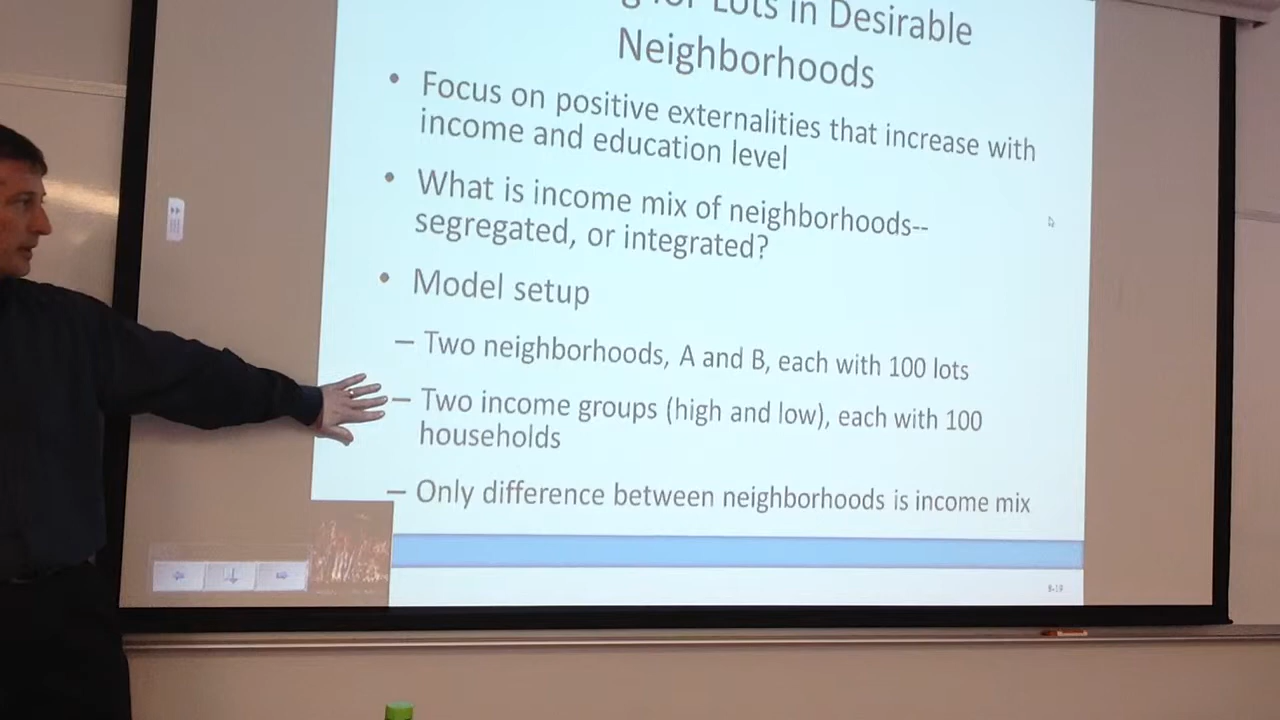 for Lots in Desirable
Neighborhoods
• Focus on positive externalities that increase with
income and education level
• What is income mix of neighborhoods--
segregated, or integrated?
• Model setup
– Two neighborhoods, A and B, each with 100 lots
– Two income groups (high and low), each with 100
households
– Only difference between neighborhoods is income mix
8-19